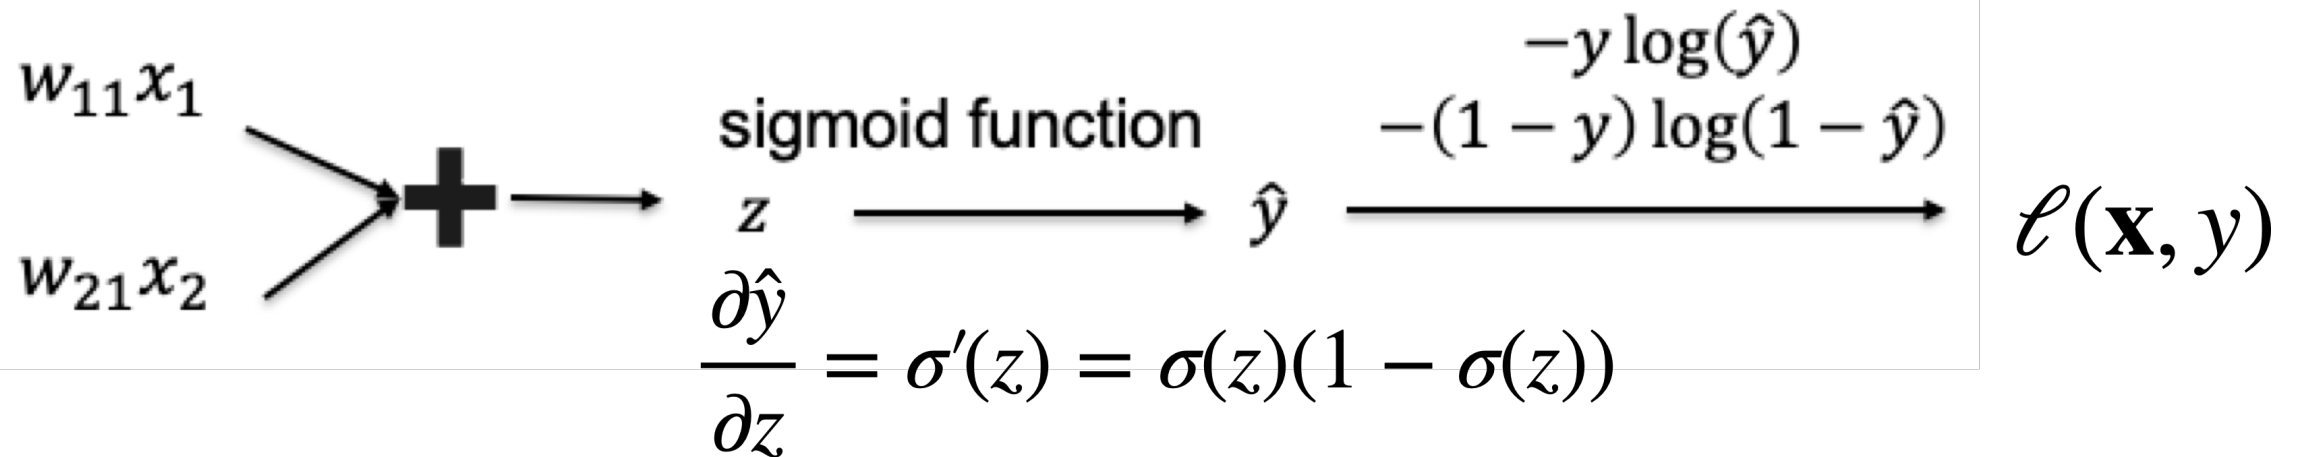 −y log(ŷ)
w₁₁x₁
sigmoid function
−(1 − y) log(1 − ŷ)
z
ŷ
ℓ(𝐱, y)
w₂₁x₂
∂ŷ/∂z = σ′(z) = σ(z)(1 − σ(z))